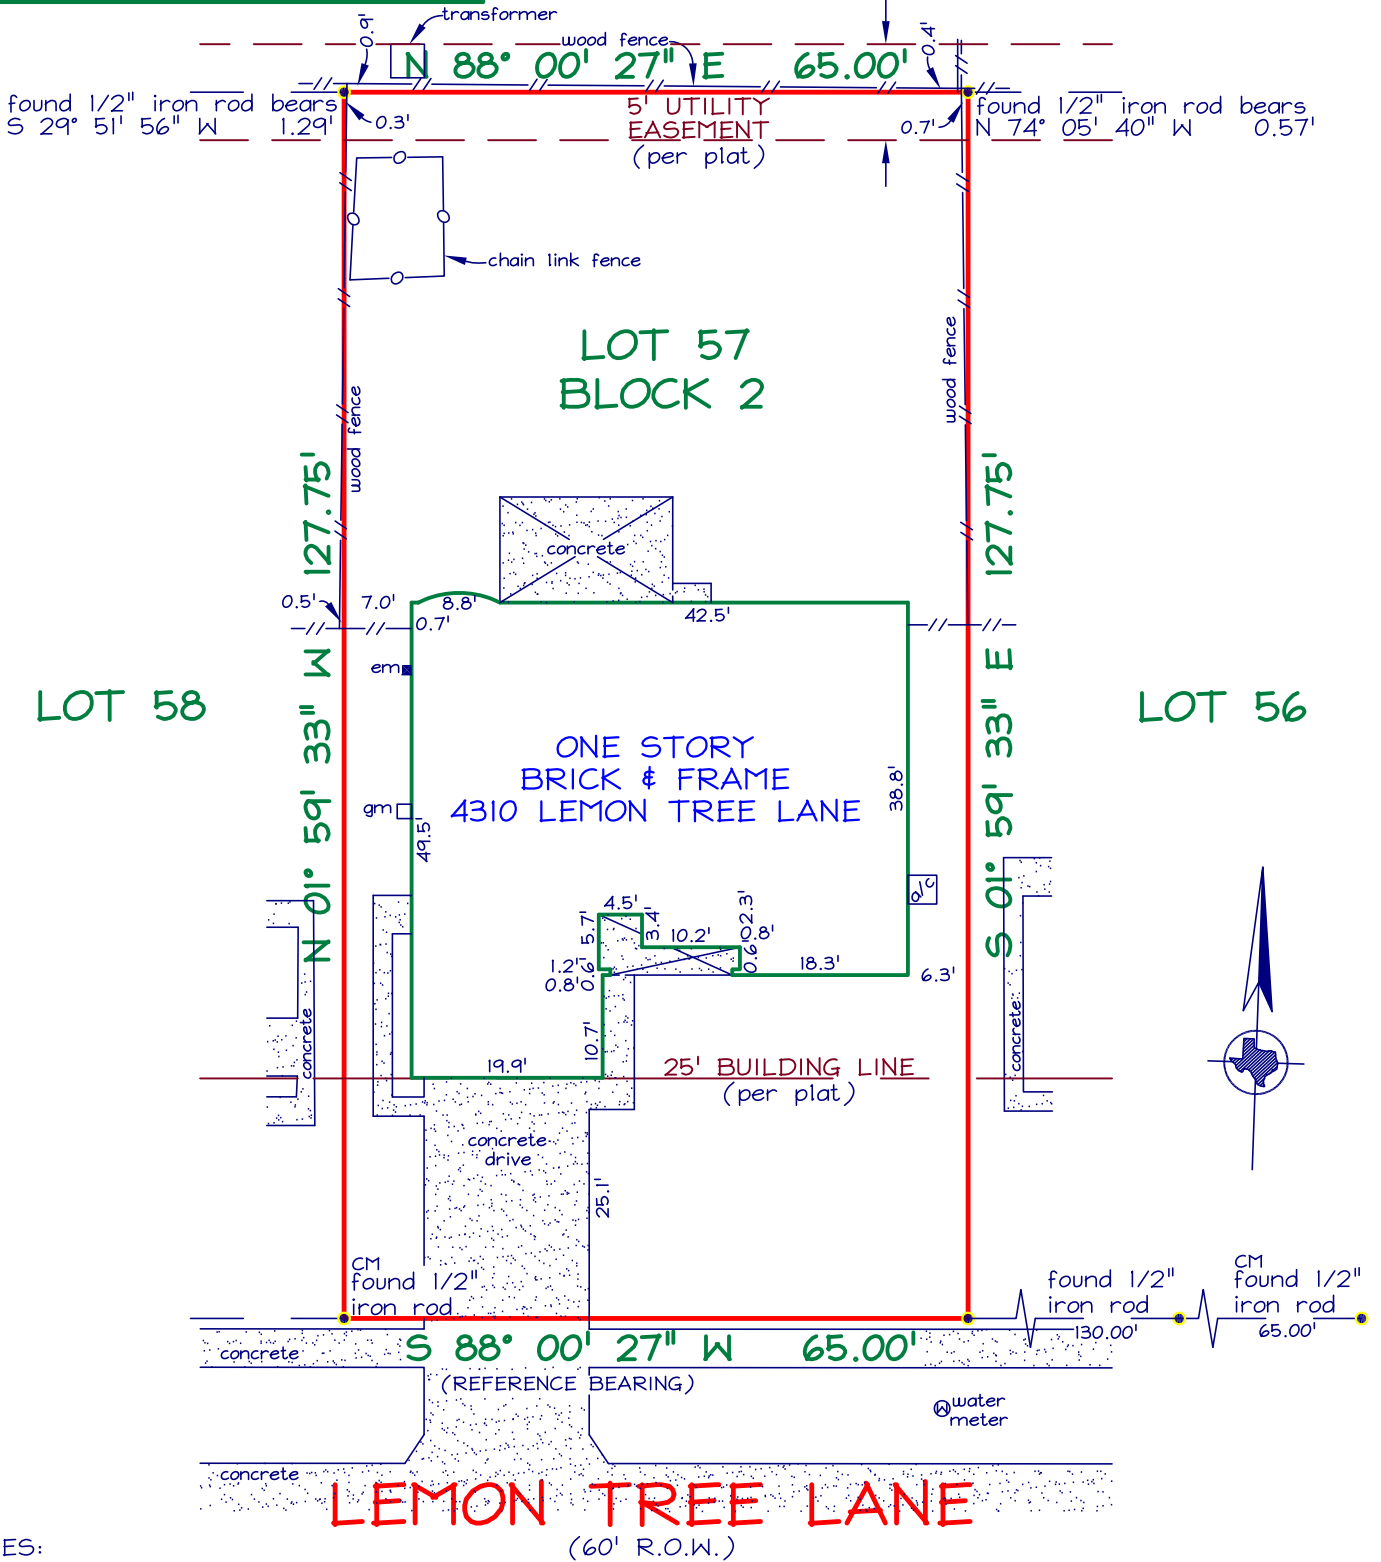 transformer
0.9'
wood fence
0.4'
N 88° 00' 27" E 65.00'
found 1/2" iron rod bears
S 29° 51' 56" W 1.29'
0.3'
5' UTILITY
EASEMENT
(per plat)
0.7'
found 1/2" iron rod bears
N 74° 05' 40" W 0.57'
chain link fence
LOT 57
BLOCK 2
wood fence
wood fence
N 01° 59' 33" W 127.75'
S 01° 59' 33" E 127.75'
concrete
0.5'
7.0'
8.8'
0.7'
42.5'
em
LOT 58
LOT 56
ONE STORY
BRICK & FRAME
4310 LEMON TREE LANE
gm
49.5'
38.8'
a/c
4.5'
5.7'
3.4'
10.2'
2.3'
0.8'
0.6'
1.2'
0.8'
0.6'
18.3'
6.3'
10.7'
19.9'
concrete
concrete
25' BUILDING LINE
(per plat)
concrete
drive
25.1'
CM
found 1/2"
iron rod
found 1/2"
iron rod
130.00'
CM
found 1/2"
iron rod
65.00'
concrete
S 88° 00' 27" W 65.00'
(REFERENCE BEARING)
W
water
meter
concrete
LEMON TREE LANE
(60' R.O.W.)
ES: